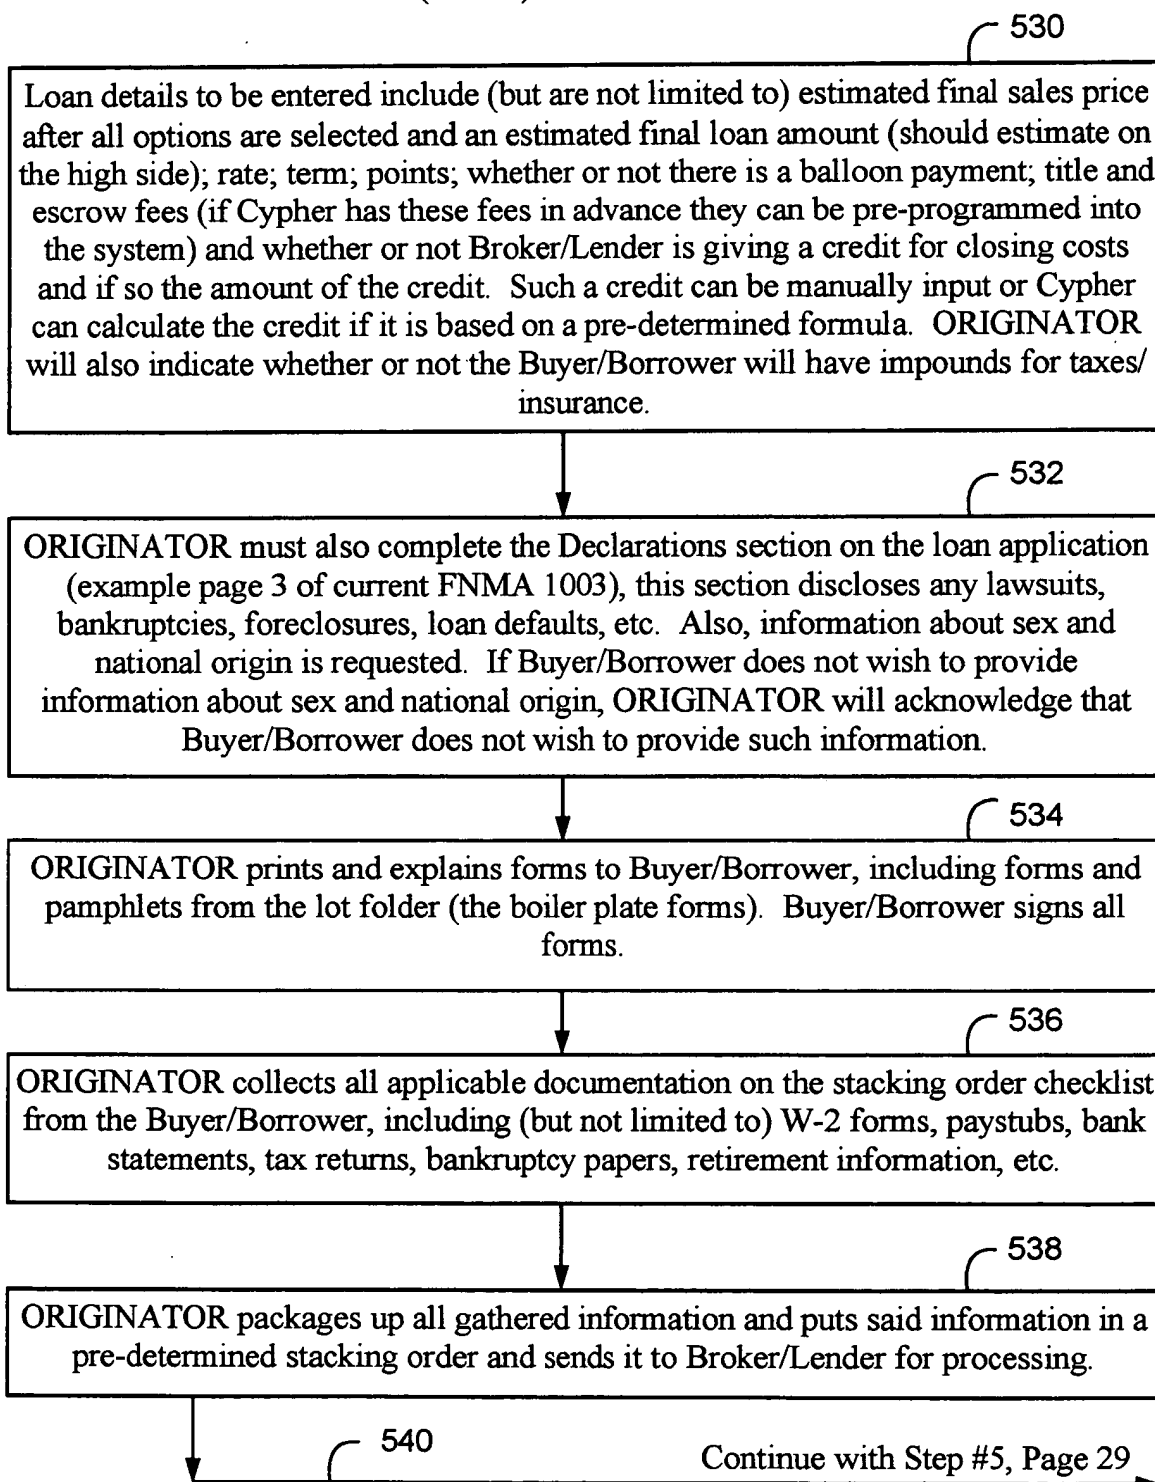 530
Loan details to be entered include (but are not limited to) estimated final sales price
after all options are selected and an estimated final loan amount (should estimate on
the high side); rate; term; points; whether or not there is a balloon payment; title and
escrow fees (if Cypher has these fees in advance they can be pre-programmed into
the system) and whether or not Broker/Lender is giving a credit for closing costs
and if so the amount of the credit. Such a credit can be manually input or Cypher
can calculate the credit if it is based on a pre-determined formula. ORIGINATOR
will also indicate whether or not the Buyer/Borrower will have impounds for taxes/
insurance.
532
ORIGINATOR must also complete the Declarations section on the loan application
(example page 3 of current FNMA 1003), this section discloses any lawsuits,
bankruptcies, foreclosures, loan defaults, etc. Also, information about sex and
national origin is requested. If Buyer/Borrower does not wish to provide
information about sex and national origin, ORIGINATOR will acknowledge that
Buyer/Borrower does not wish to provide such information.
534
ORIGINATOR prints and explains forms to Buyer/Borrower, including forms and
pamphlets from the lot folder (the boiler plate forms). Buyer/Borrower signs all
forms.
536
ORIGINATOR collects all applicable documentation on the stacking order checklist
from the Buyer/Borrower, including (but not limited to) W-2 forms, paystubs, bank
statements, tax returns, bankruptcy papers, retirement information, etc.
538
ORIGINATOR packages up all gathered information and puts said information in a
pre-determined stacking order and sends it to Broker/Lender for processing.
540
Continue with Step #5, Page 29